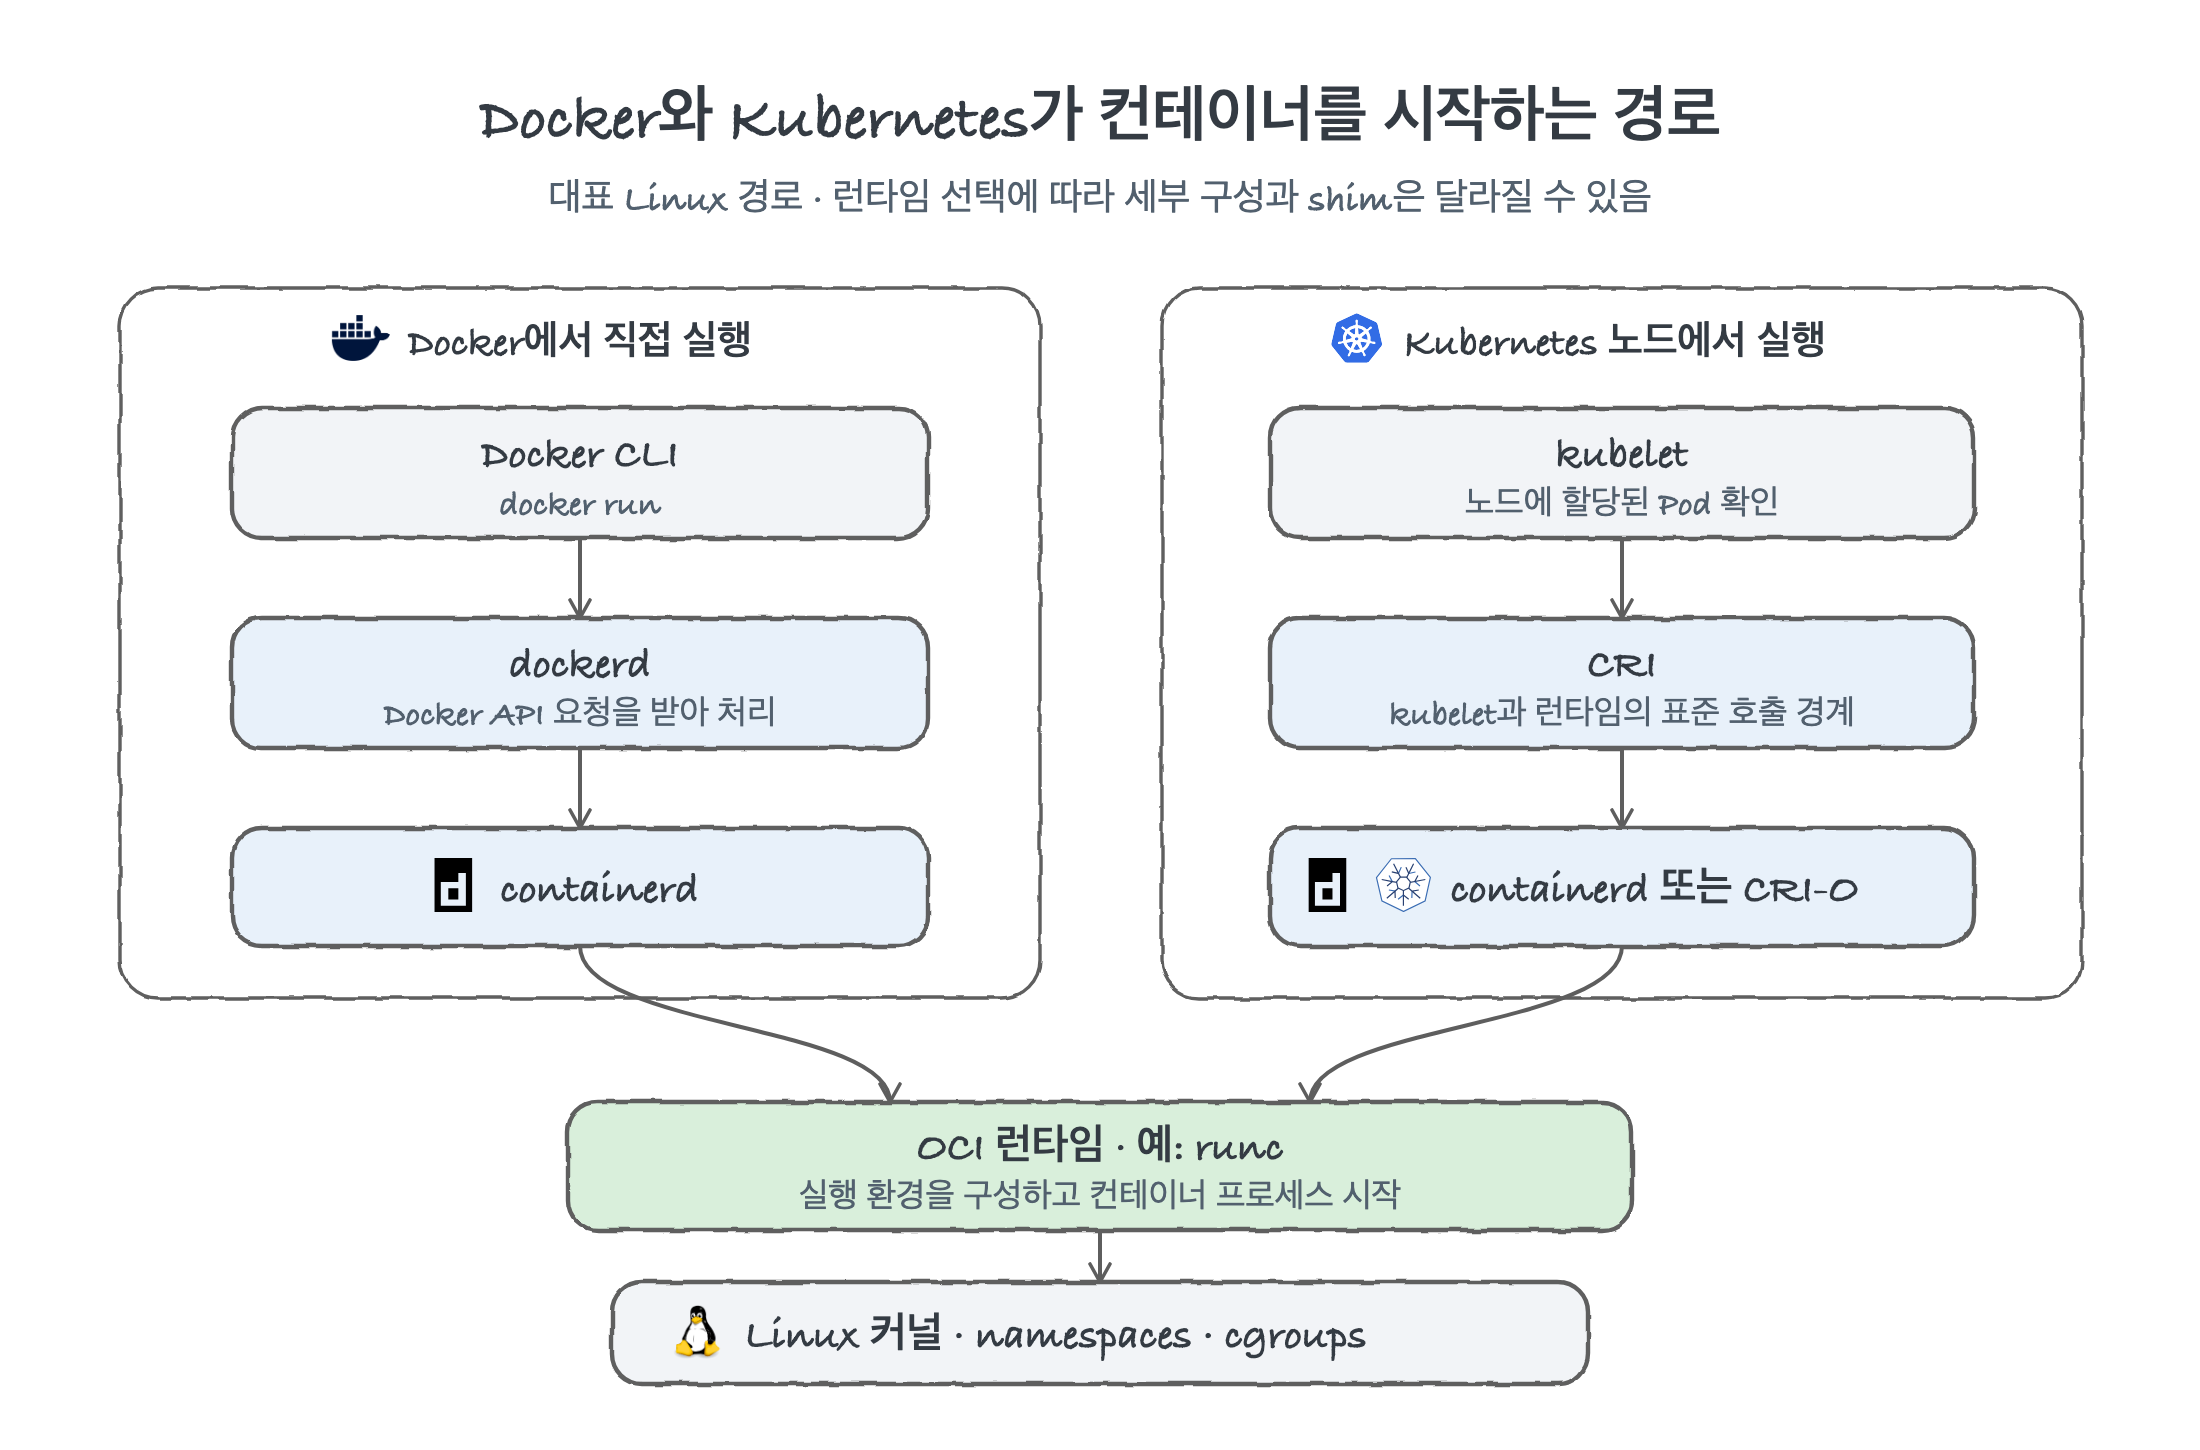 Docker와 Kubernetes가 컨테이너를 시작하는 경로
대표 Linux 경로 · 런타임 선택에 따라 세부 구성과 shim은 달라질 수 있음
Docker에서 직접 실행
Docker CLI
docker run
dockerd
Docker API 요청을 받아 처리
containerd
Kubernetes 노드에서 실행
kubelet
노드에 할당된 Pod 확인
CRI
kubelet과 런타임의 표준 호출 경계
containerd 또는 CRI-O
OCI 런타임 · 예: runc
실행 환경을 구성하고 컨테이너 프로세스 시작
Linux 커널 · namespaces · cgroups